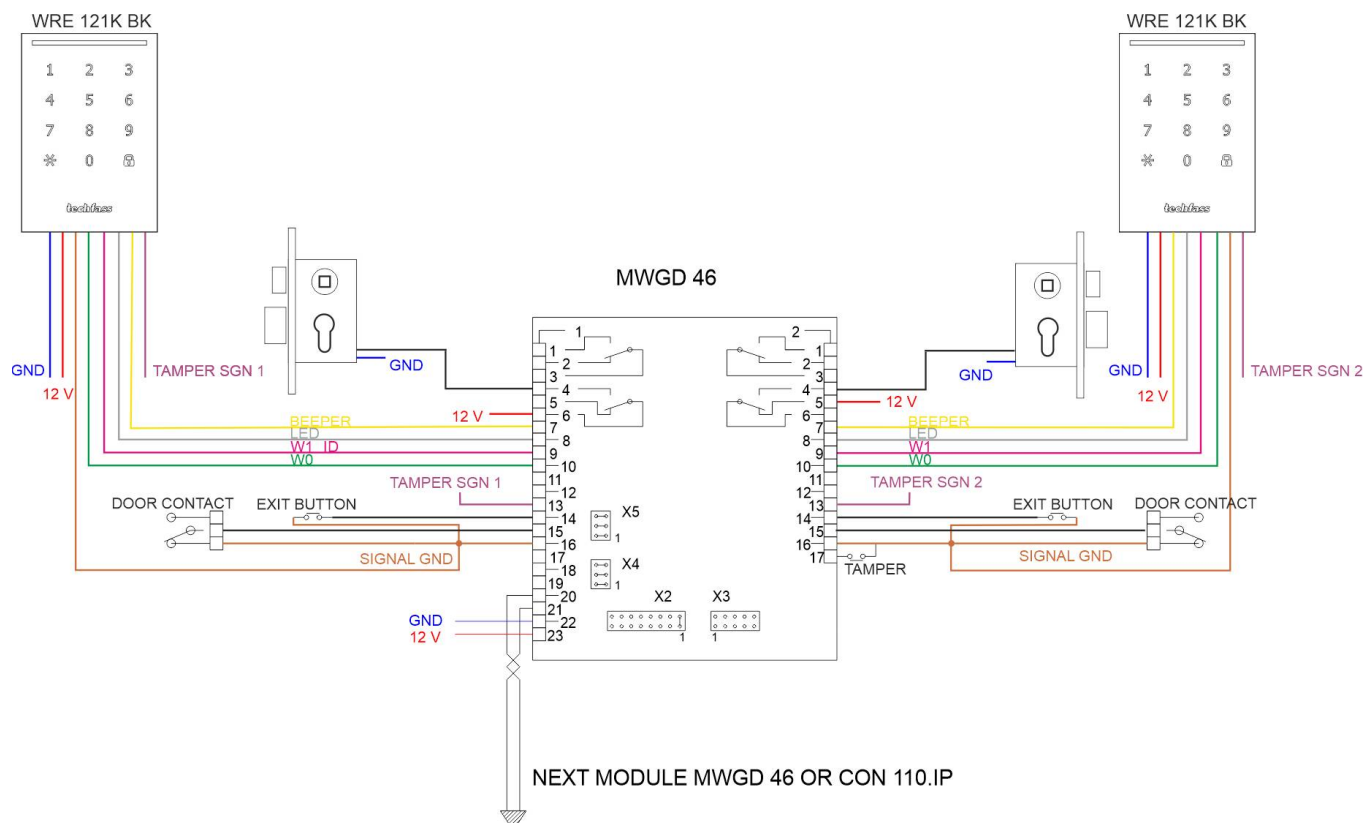 WRE 121K BK
1 2 3
4 5 6
7 8 9
* 0
techfass
WRE 121K BK
1 2 3
4 5 6
7 8 9
* 0
techfass
MWGD 46
GND
12 V
TAMPER SGN 1
GND
12 V
BEEPER
LED
W1 ID
W0
TAMPER SGN 1
DOOR CONTACT
EXIT BUTTON
SIGNAL GND
GND
12 V
1
1
2
3
4
5
6
7
8
9
10
11
12
13
14
15
16
17
18
19
20
21
22
23
X5
1
X4
1
X2
1
X3
1
2
1
2
3
4
5
6
7
8
9
10
11
12
13
14
15
16
17
GND
12 V
BEEPER
LED
W1
W0
TAMPER SGN 2
EXIT BUTTON
DOOR CONTACT
SIGNAL GND
TAMPER
GND
12 V
TAMPER SGN 2
NEXT MODULE MWGD 46 OR CON 110.IP